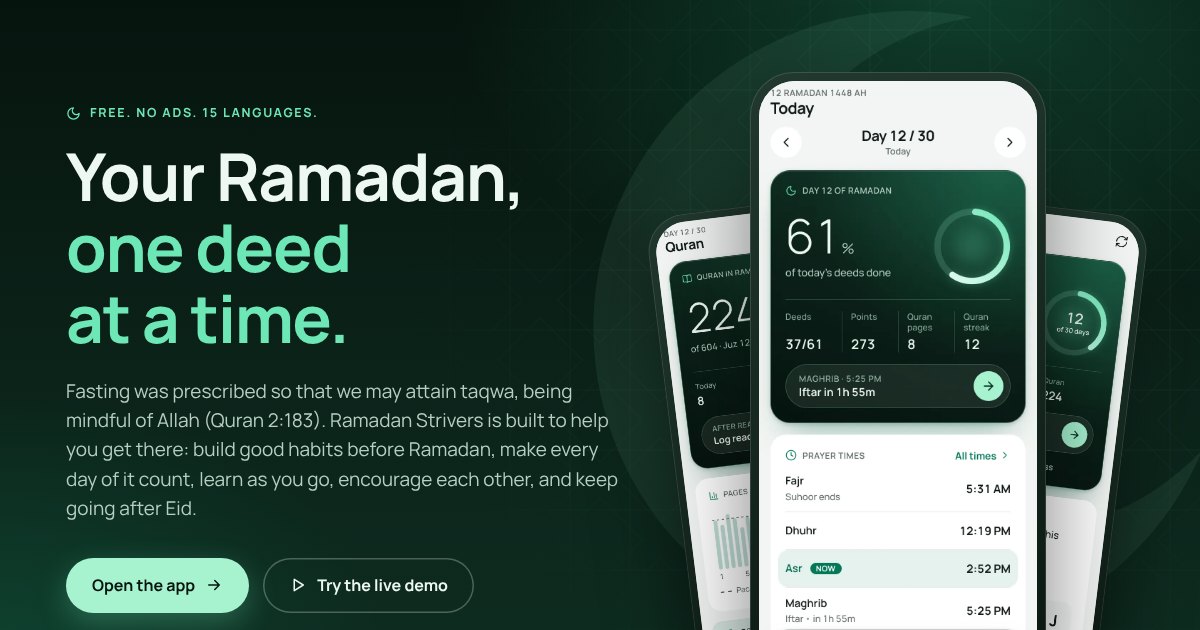 FREE. NO ADS. 15 LANGUAGES.
Your Ramadan,
one deed
at a time.
Fasting was prescribed so that we may attain taqwa, being
mindful of Allah (Quran 2:183). Ramadan Strivers is built to help
you get there: build good habits before Ramadan, make every
day of it count, learn as you go, encourage each other, and keep
going after Eid.
Open the app
Try the live demo
DAY 12 / 30
Quran
QURAN IN
224
of 604 · Juz 12
Today
8
AFTER
Log
PAGES
1
12 RAMADAN 1448 AH
Today
Day 12 / 30
Today
DAY 12 OF RAMADAN
61 %
of today's deeds done
Deeds Points Quran pages Quran streak
37/61 273 8 12
MAGHRIB · 5:25 PM
Iftar in 1h 55m
PRAYER TIMES All times
Fajr 5:31 AM
Suhoor ends
Dhuhr 12:19 PM
Asr NOW 2:52 PM
Maghrib 5:25 PM
Iftar · in 1h 55m
12
of 30 days
Quran
224
J